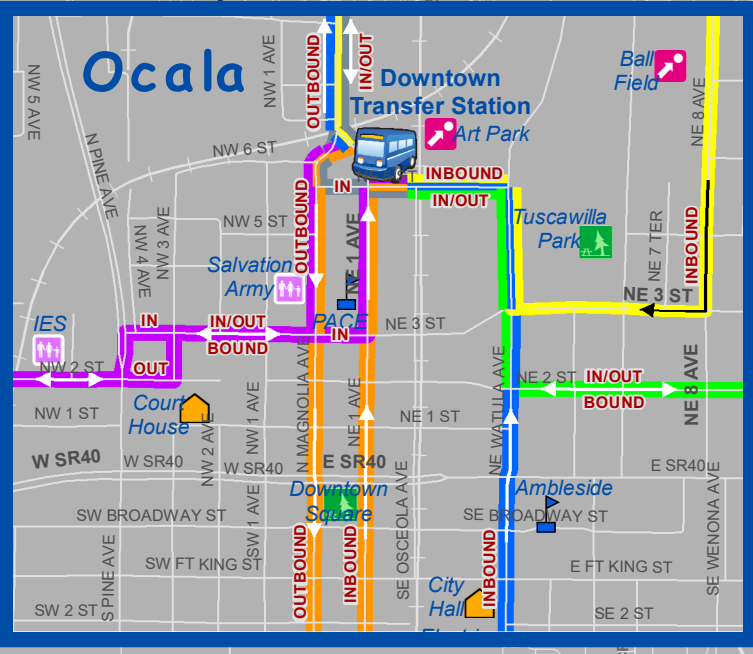 Ocala
NW 1 AVE
OUTBOUND
IN/OUT
Downtown
Transfer Station
Ball
Field
NW 5 AVE
N PINE AVE
NW 6 ST
Art Park
NE 8 AVE
IN
INBOUND
IN/OUT
OUTBOUND
NW 5 ST
NW 3 AVE
NW 4 AVE
NE 1 AVE
Tuscawilla
Park
NE 7 TER
INBOUND
Salvation
Army
NE 3 ST
IES
IN
IN/OUT
BOUND
PACE
IN
NE 3 ST
NW 2 ST
OUT
NE 2 ST
IN/OUT
BOUND
NE 8 AVE
NW 1 ST
Court
House
NW 2 AVE
NW 1 AVE
N MAGNOLIA AVE
NE 1 AVE
NE 1 ST
NE WATULA AVE
W SR40
W SR40
W SR40
E SR40
E SR40
Downtown
Square
Ambleside
SW BROADWAY ST
SE BROADWAY ST
SW 1 AVE
SE OSCEOLA AVE
SE WENONA AVE
S PINE AVE
SW FT KING ST
E FT KING ST
OUTBOUND
INBOUND
INBOUND
City
Hall
SW 2 ST
SE 2 ST